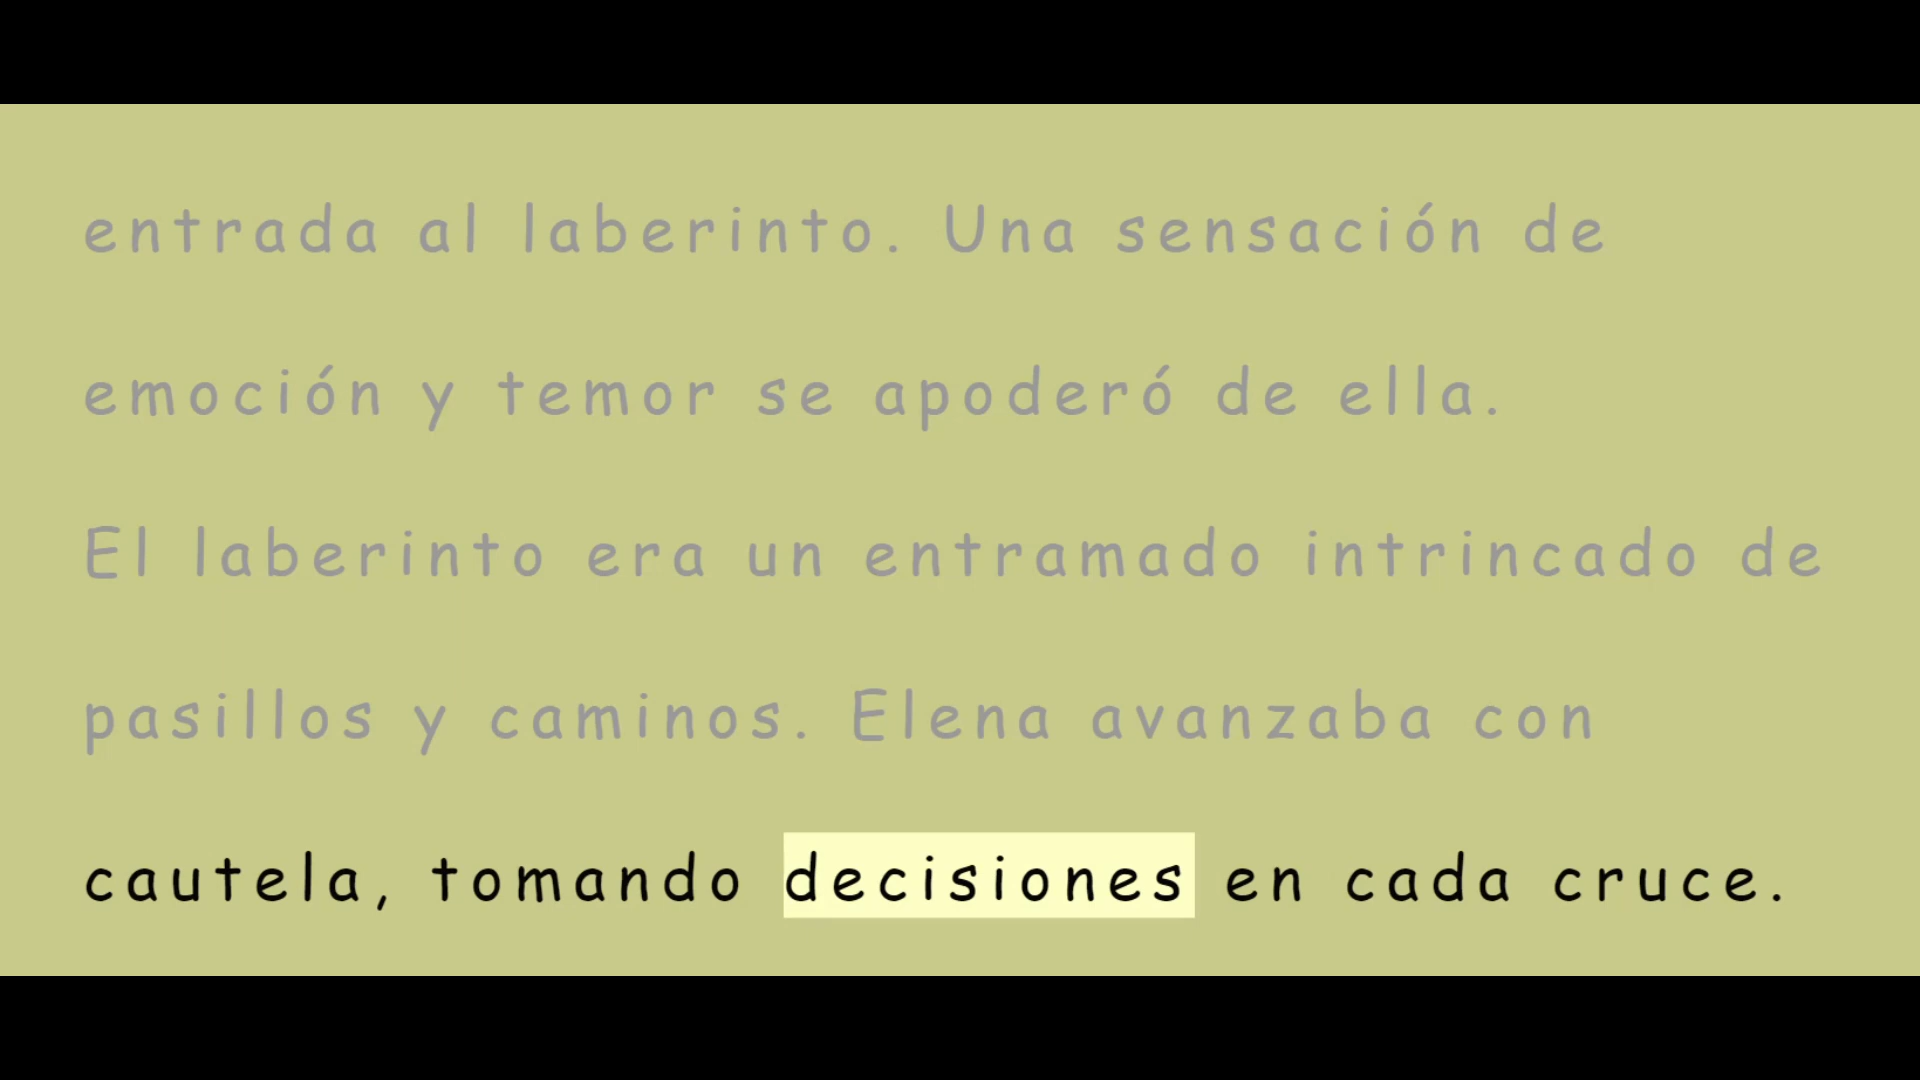 entrada al laberinto. Una sensación de
emoción y temor se apoderó de ella.
El laberinto era un entramado intrincado de
pasillos y caminos. Elena avanzaba con
cautela, tomando decisiones en cada cruce.